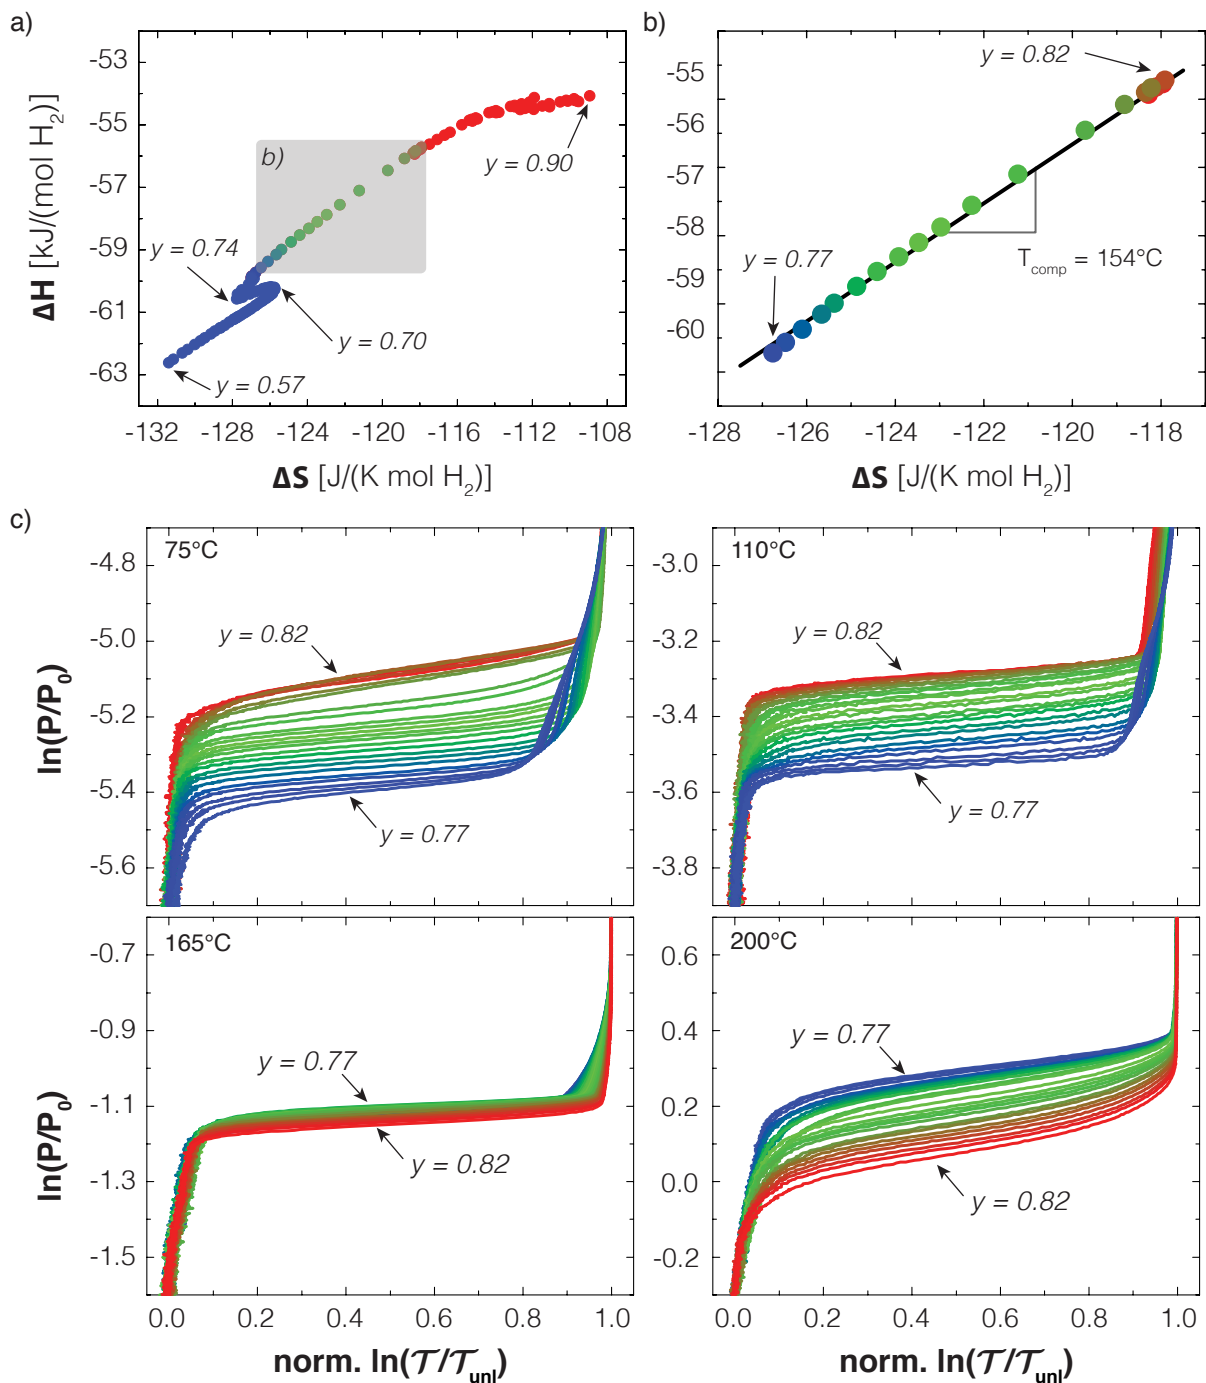 a)
-53
-55
-57
-59
-61
-63
ΔH [kJ/(mol H₂)]
b)
y = 0.90
y = 0.74
y = 0.70
y = 0.57
-132 -128 -124 -120 -116 -112 -108
ΔS [J/(K mol H₂)]
b)
-55
-56
-57
-58
-59
-60
y = 0.82
y = 0.77
T_comp = 154°C
-128 -126 -124 -122 -120 -118
ΔS [J/(K mol H₂)]
c)
75°C
-4.8
-5.0
-5.2
-5.4
-5.6
ln(P/P₀)
y = 0.82
y = 0.77
110°C
-3.0
-3.2
-3.4
-3.6
-3.8
y = 0.82
y = 0.77
165°C
-0.7
-0.9
-1.1
-1.3
-1.5
ln(P/P₀)
y = 0.77
y = 0.82
0.0 0.2 0.4 0.6 0.8 1.0
norm. ln(𝒯/𝒯_unl)
200°C
0.6
0.4
0.2
0.0
-0.2
y = 0.77
y = 0.82
0.0 0.2 0.4 0.6 0.8 1.0
norm. ln(𝒯/𝒯_unl)